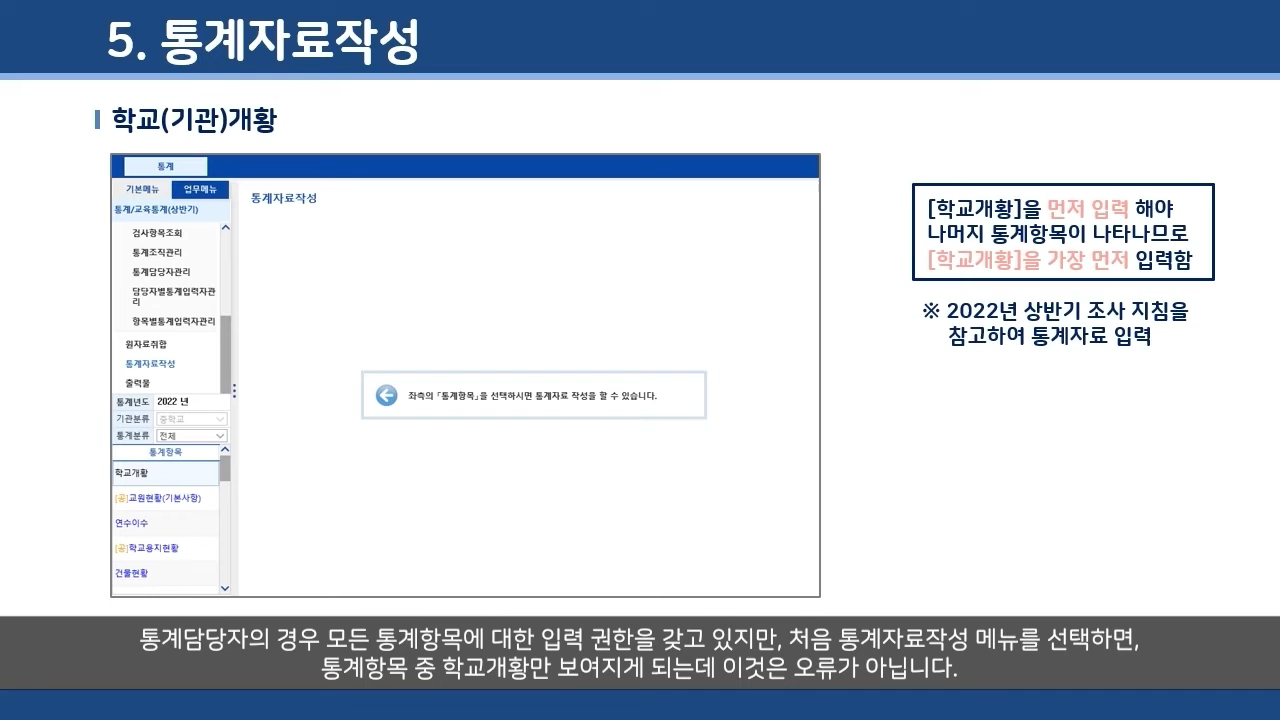 5. 통계자료작성
학교(기관)개황
통계
기본메뉴 업무메뉴
통계/교육통계(상반기)
검사항목조회
통계조직관리
통계담당자관리
담당자별통계입력자관
리
항목별통계입력자관리
원자료취합
통계자료작성
출력물
통계년도 2022 년
기관분류 중학교
통계분류 전체
통계항목
학교개황
[공]교원현황(기본사항)
연수이수
[공]학교용지현황
건물현황
통계자료작성
좌측의 「통계항목」을 선택하시면 통계자료 작성을 할 수 있습니다.
[학교개황]을 먼저 입력 해야
나머지 통계항목이 나타나므로
[학교개황]을 가장 먼저 입력함
※ 2022년 상반기 조사 지침을
참고하여 통계자료 입력
통계담당자의 경우 모든 통계항목에 대한 입력 권한을 갖고 있지만, 처음 통계자료작성 메뉴를 선택하면,
통계항목 중 학교개황만 보여지게 되는데 이것은 오류가 아닙니다.